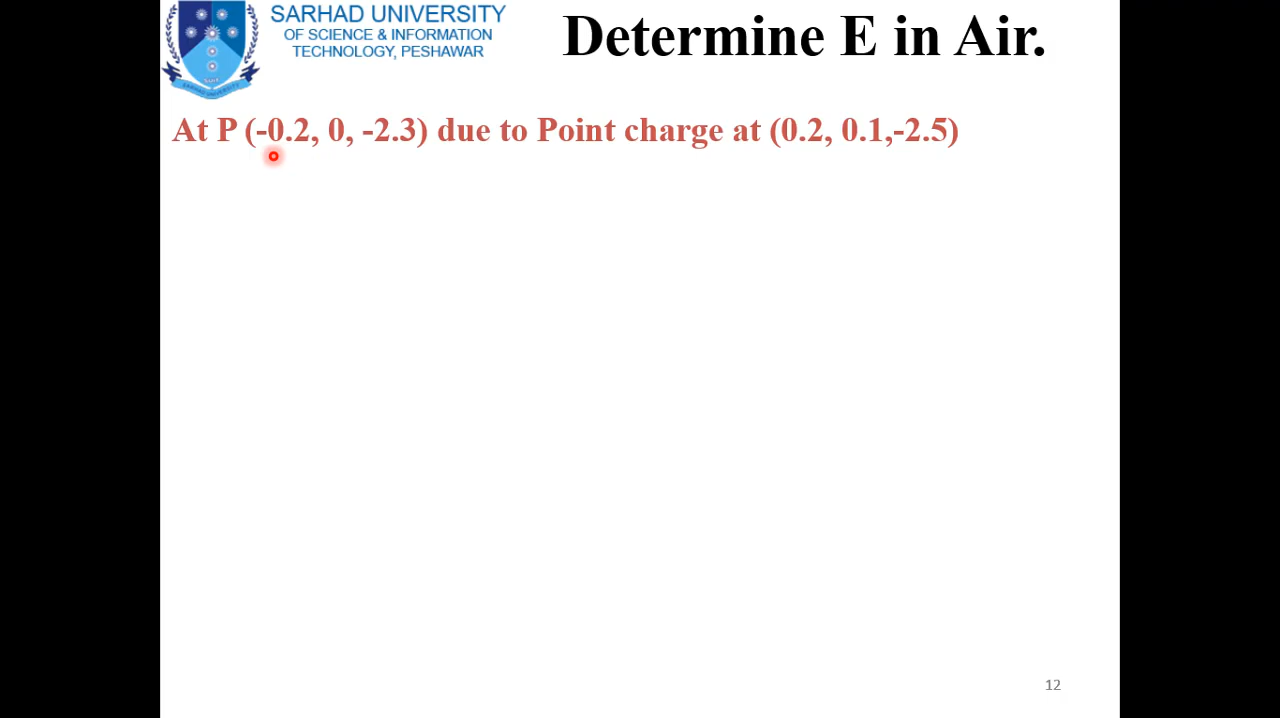 SARHAD UNIVERSITY
OF SCIENCE & INFORMATION
TECHNOLOGY, PESHAWAR
Determine E in Air.
At P (-0.2, 0, -2.3) due to Point charge at (0.2, 0.1,-2.5)
12